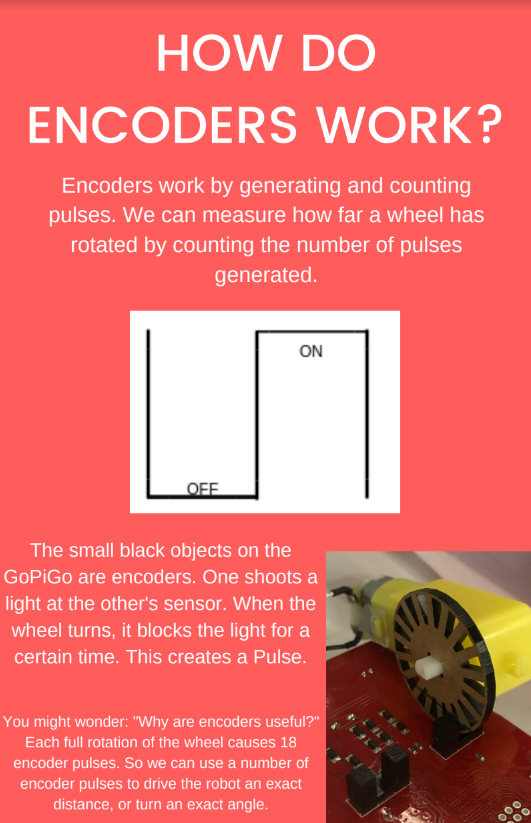 HOW DO
ENCODERS WORK?
Encoders work by generating and counting
pulses. We can measure how far a wheel has
rotated by counting the number of pulses
generated.
ON
OFF
The small black objects on the
GoPiGo are encoders. One shoots a
light at the other's sensor. When the
wheel turns, it blocks the light for a
certain time. This creates a Pulse.
You might wonder: "Why are encoders useful?"
Each full rotation of the wheel causes 18
encoder pulses. So we can use a number of
encoder pulses to drive the robot an exact
distance, or turn an exact angle.